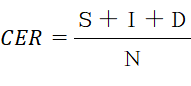 CER = (S + I + D) / N